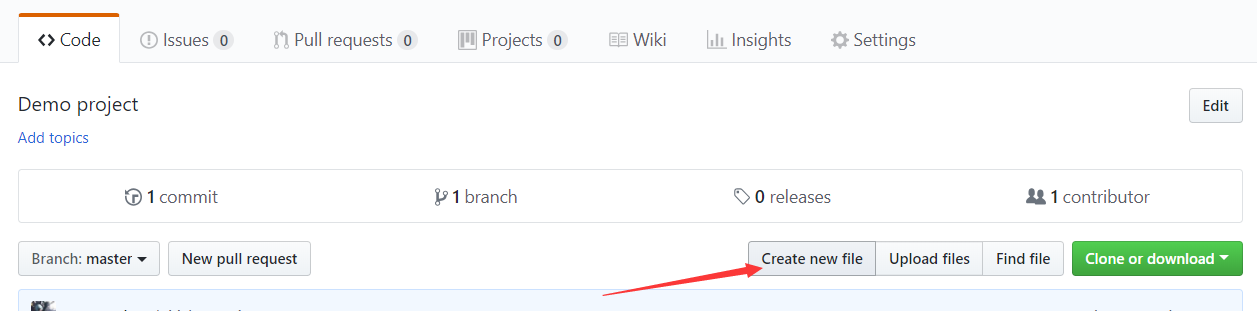 Code Issues 0 Pull requests 0 Projects 0 Wiki Insights Settings
Demo project
Edit
Add topics
1 commit 1 branch 0 releases 1 contributor
Branch: master New pull request Create new file Upload files Find file Clone or download